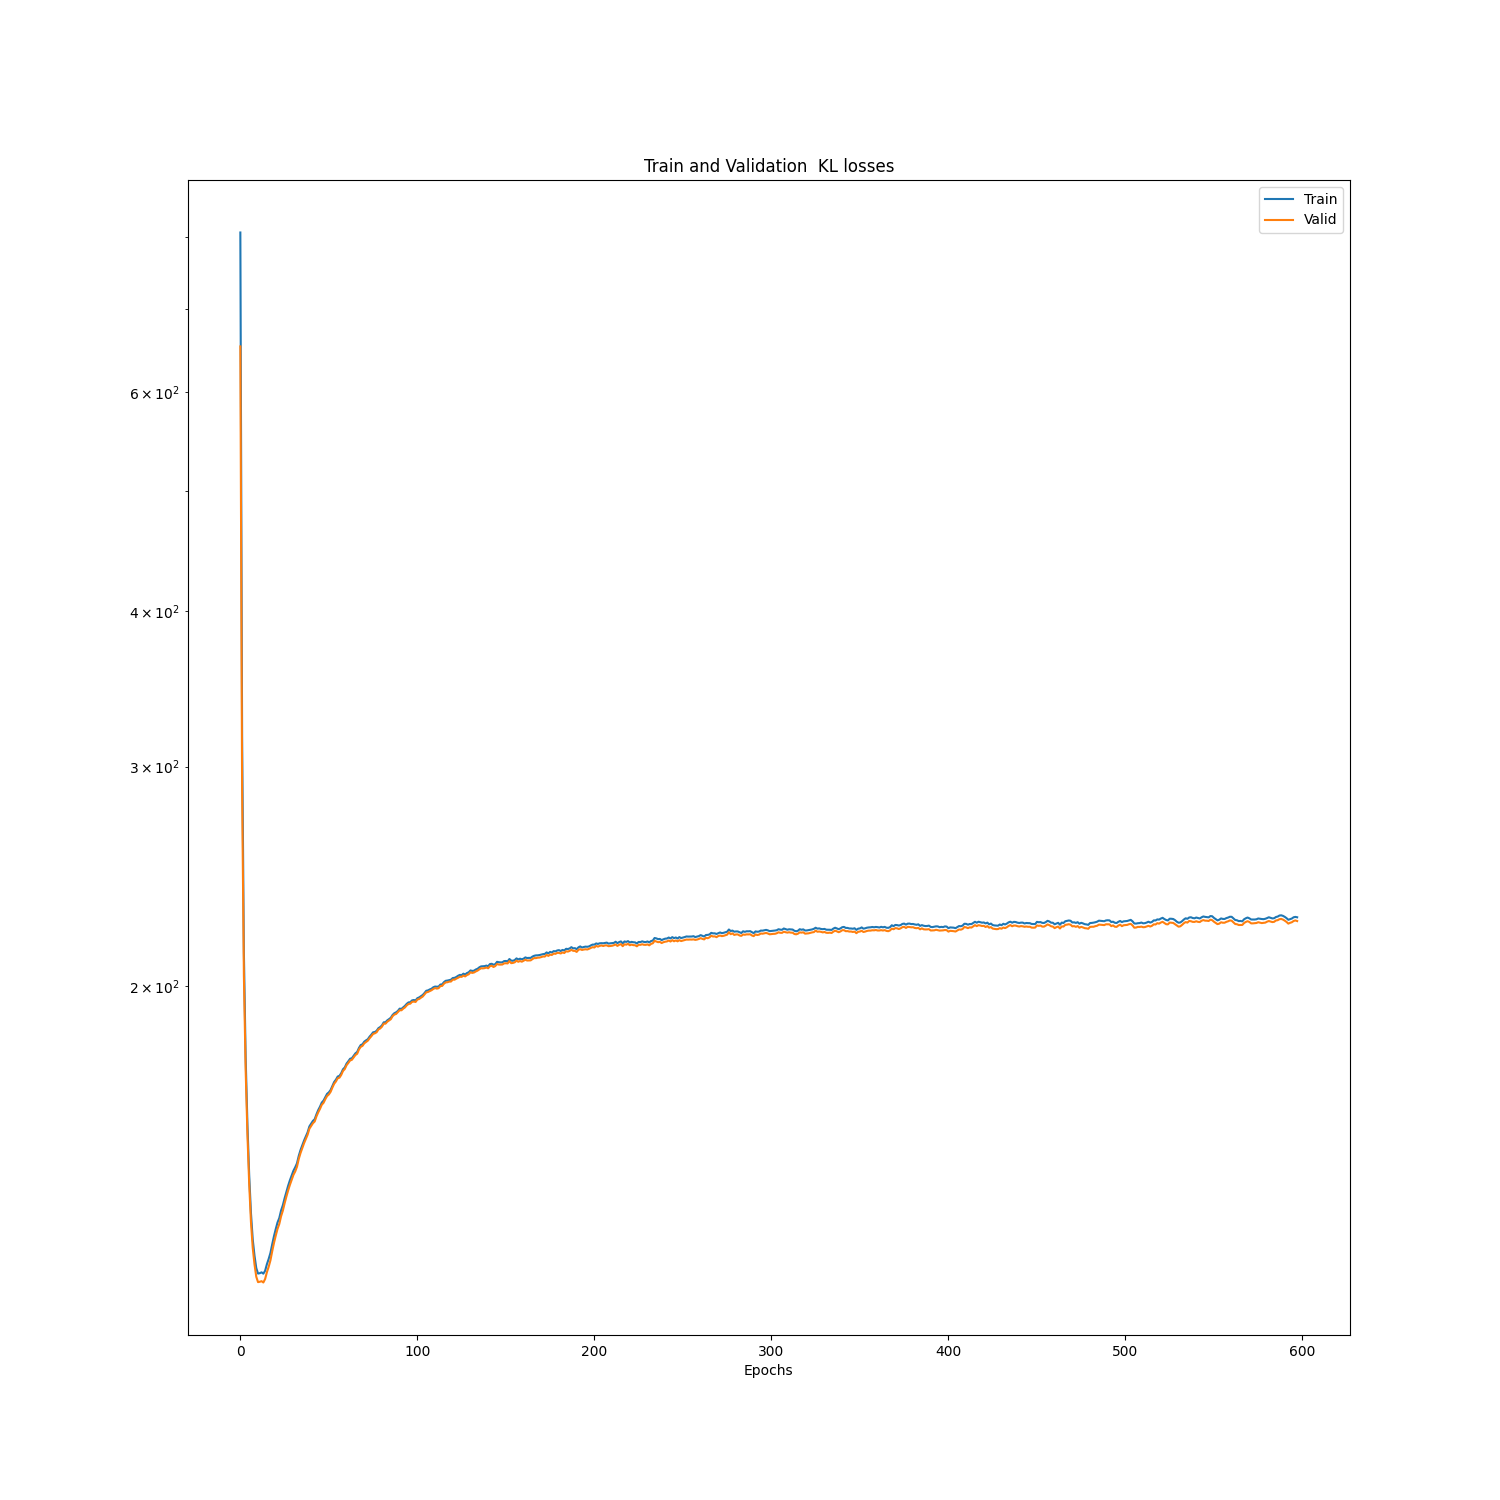 Train and Validation  KL losses
Train
Valid
6 × 10²
4 × 10²
3 × 10²
2 × 10²
0 100 200 300 400 500 600
Epochs